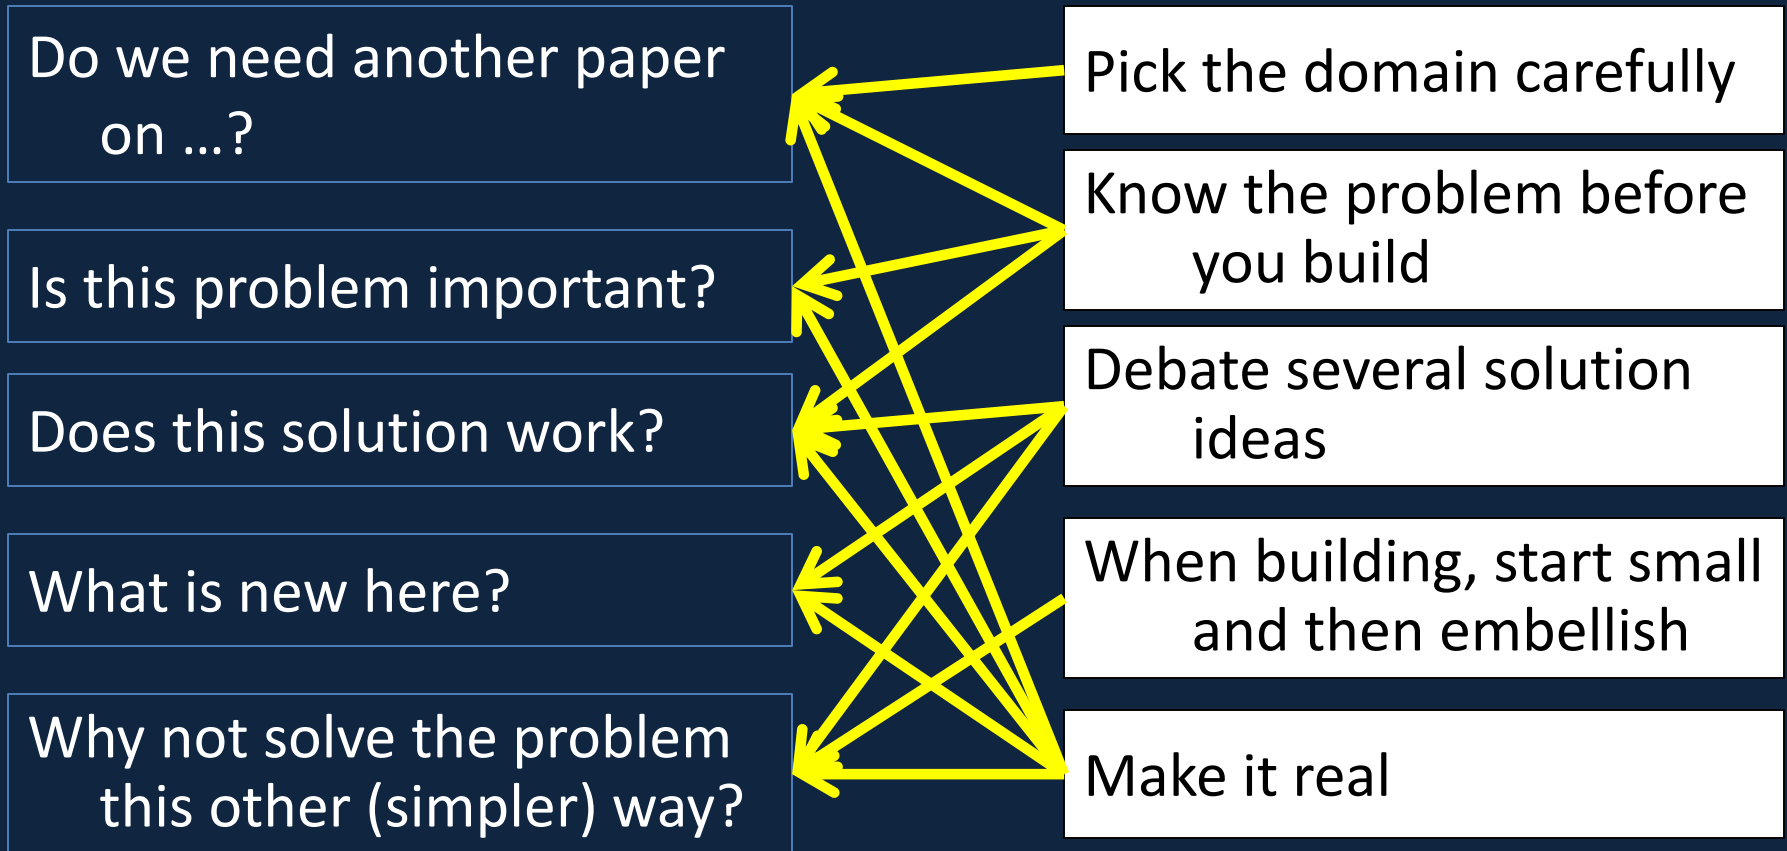 Do we need another paper
on ...?
Is this problem important?
Does this solution work?
What is new here?
Why not solve the problem
this other (simpler) way?
Pick the domain carefully
Know the problem before
you build
Debate several solution
ideas
When building, start small
and then embellish
Make it real